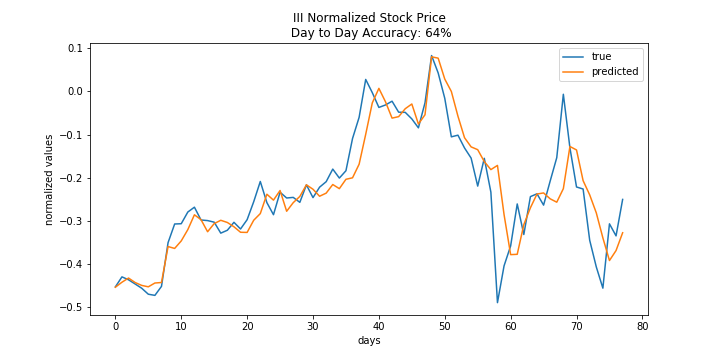 III Normalized Stock Price
Day to Day Accuracy: 64%
true
predicted
normalized values
0.1
0.0
−0.1
−0.2
−0.3
−0.4
−0.5
0 10 20 30 40 50 60 70 80
days